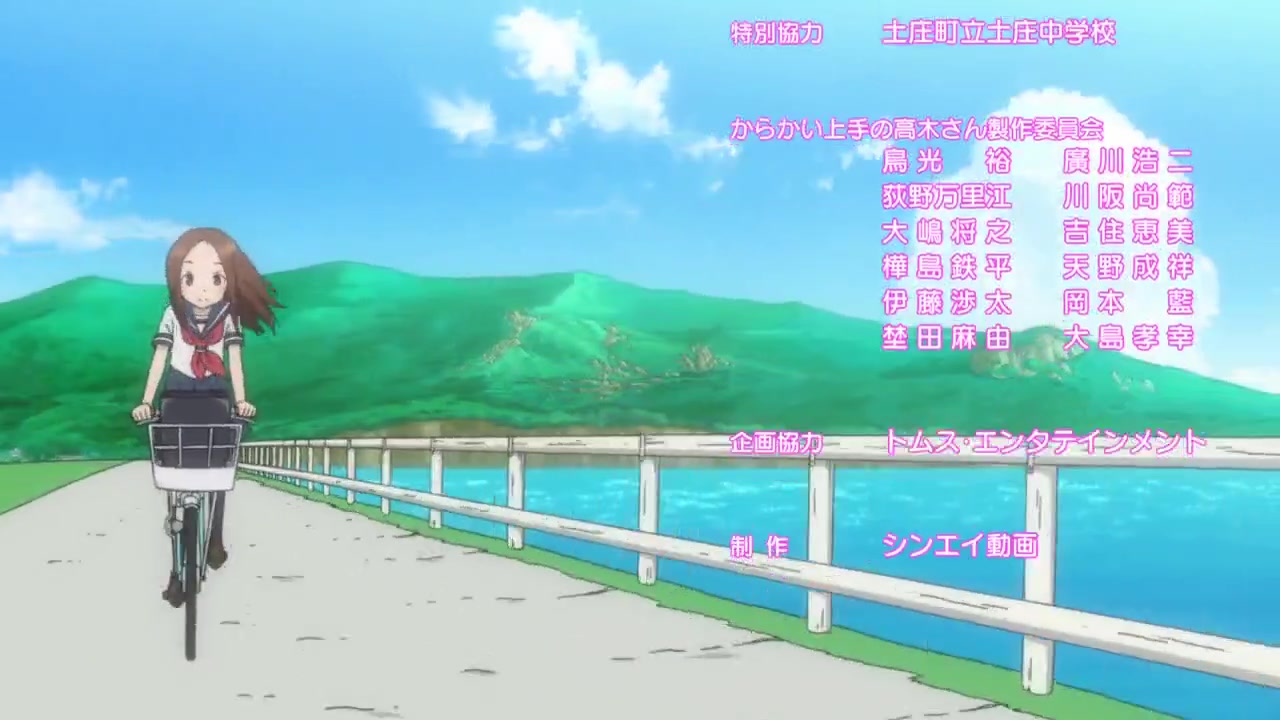 特別協力 土庄町立土庄中学校
からかい上手の高木さん製作委員会
鳥光 裕 廣川浩二
荻野万里江 川阪尚範
大嶋将之 吉住恵美
樺島鉄平 天野成祥
伊藤渉太 岡本 藍
埜田麻由 大島孝幸
企画協力 トムス・エンタテインメント
制作 シンエイ動画